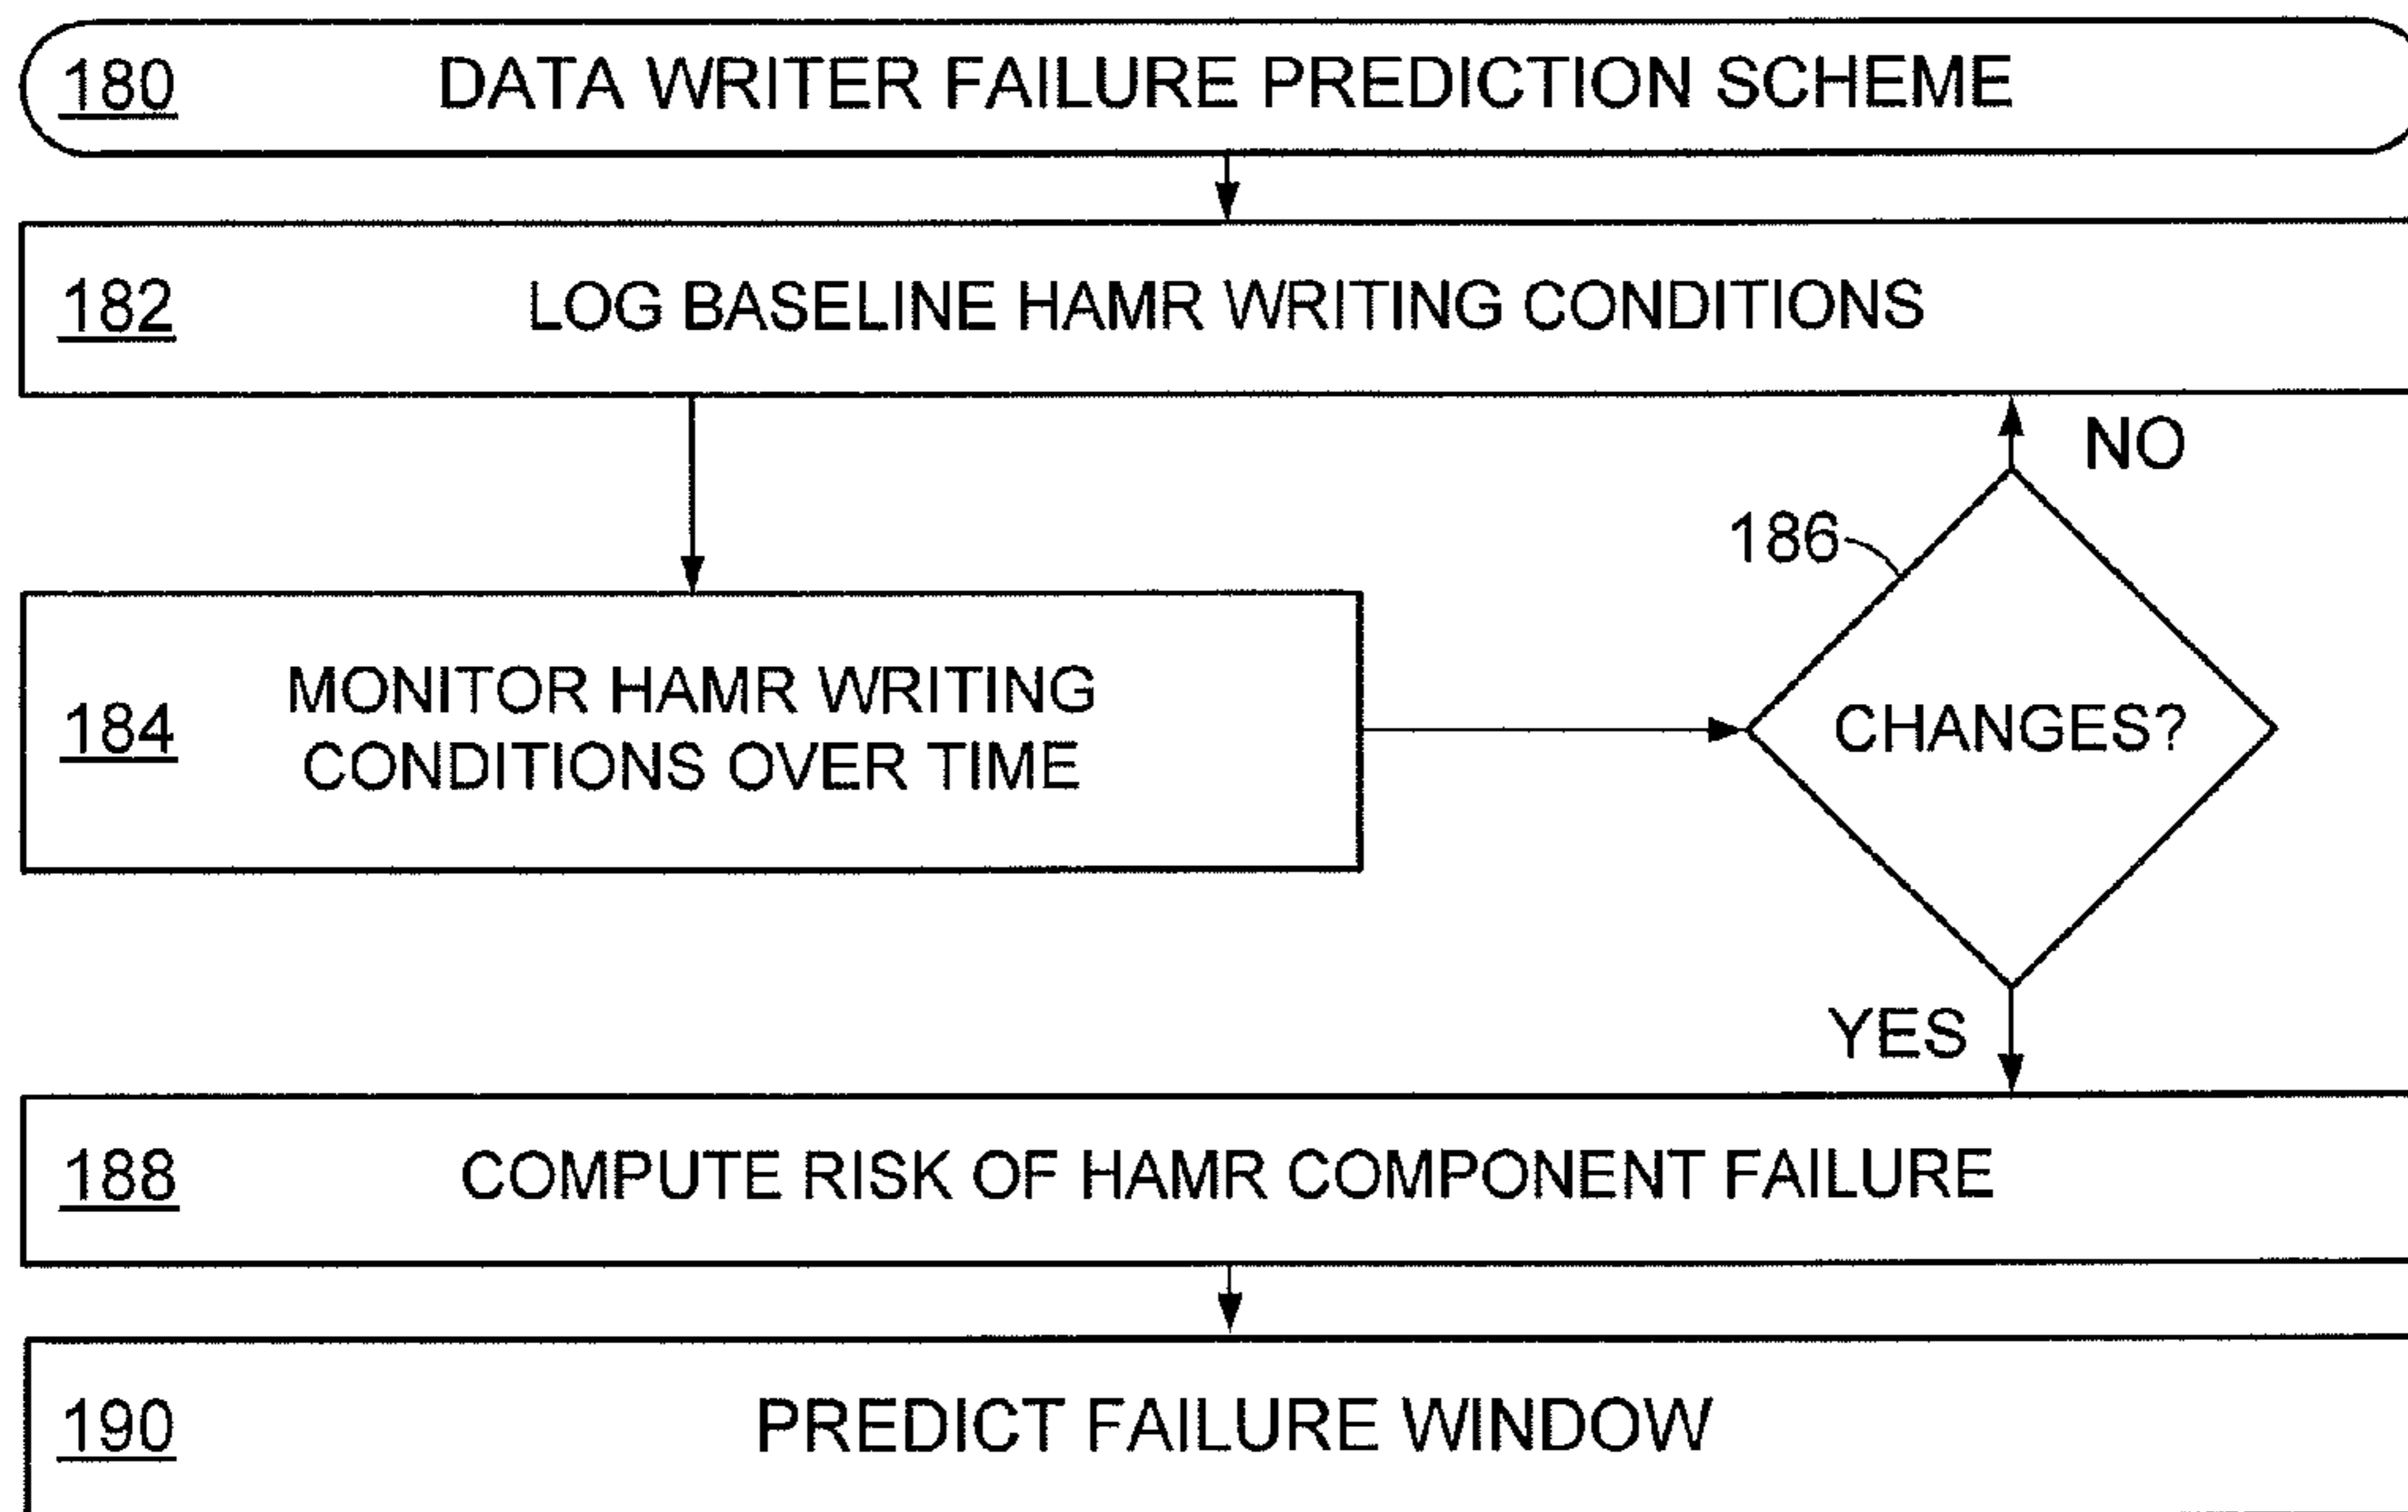 180 DATA WRITER FAILURE PREDICTION SCHEME
182 LOG BASELINE HAMR WRITING CONDITIONS
NO
186
184 MONITOR HAMR WRITING
CONDITIONS OVER TIME
CHANGES?
YES
188 COMPUTE RISK OF HAMR COMPONENT FAILURE
190 PREDICT FAILURE WINDOW